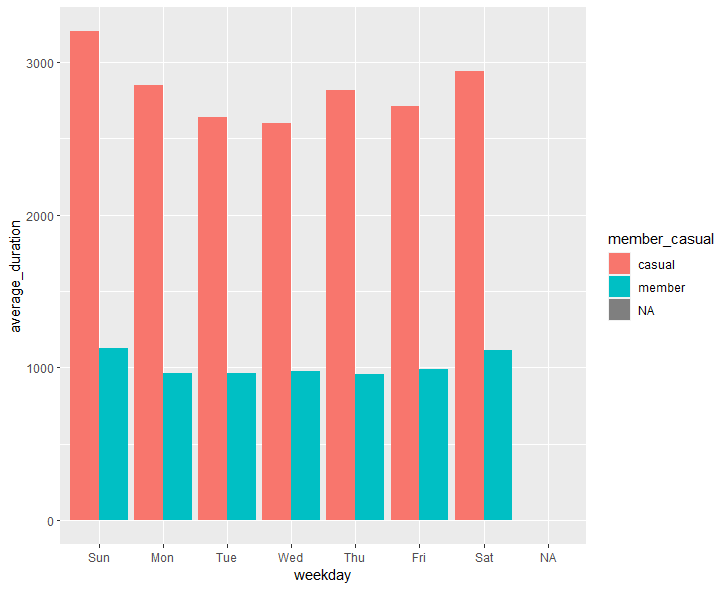 average_duration
3000
2000
1000
0
Sun Mon Tue Wed Thu Fri Sat NA
weekday
member_casual
casual
member
NA